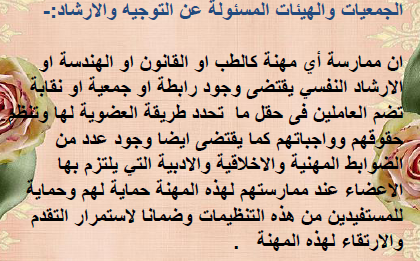 الجمعيات والهيئات المسئولة عن التوجيه والارشاد:-
ان ممارسة أي مهنة كالطب او القانون او الهندسة او
الارشاد النفسي يقتضى وجود رابطة او جمعية او نقابة
تضم العاملين فى حقل ما تحدد طريقة العضوية لها وتنظم
حقوقهم وواجباتهم كما يقتضى ايضا وجود عدد من
الضوابط المهنية والاخلاقية والادبية التي يلتزم بها
الاعضاء عند ممارستهم لهذه المهنة حماية لهم وحماية
للمستفيدين من هذه التنظيمات وضمانا لاستمرار التقدم
والارتقاء لهذه المهنة .